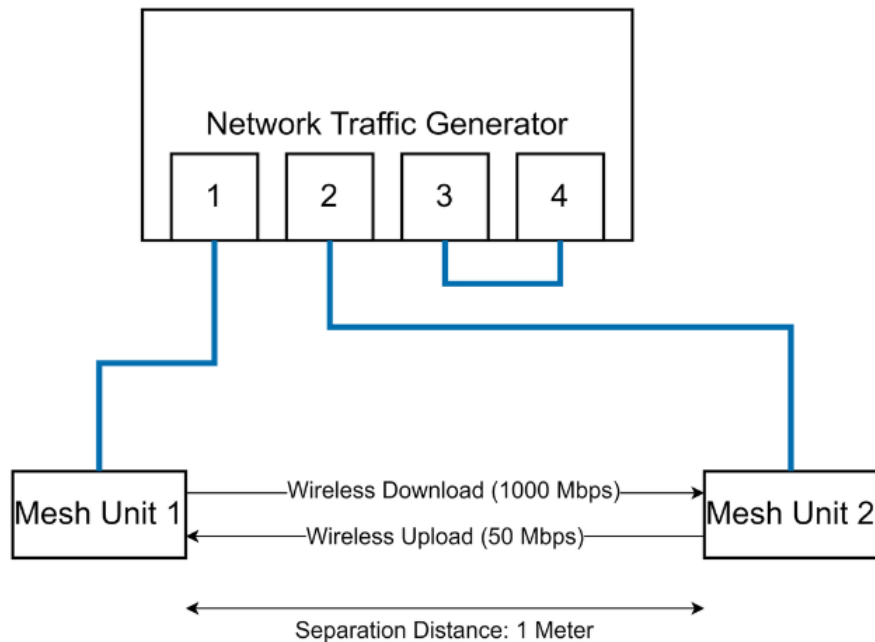 Network Traffic Generator
1
2
3
4
Mesh Unit 1
Wireless Download (1000 Mbps)
Mesh Unit 2
Wireless Upload (50 Mbps)
Separation Distance: 1 Meter